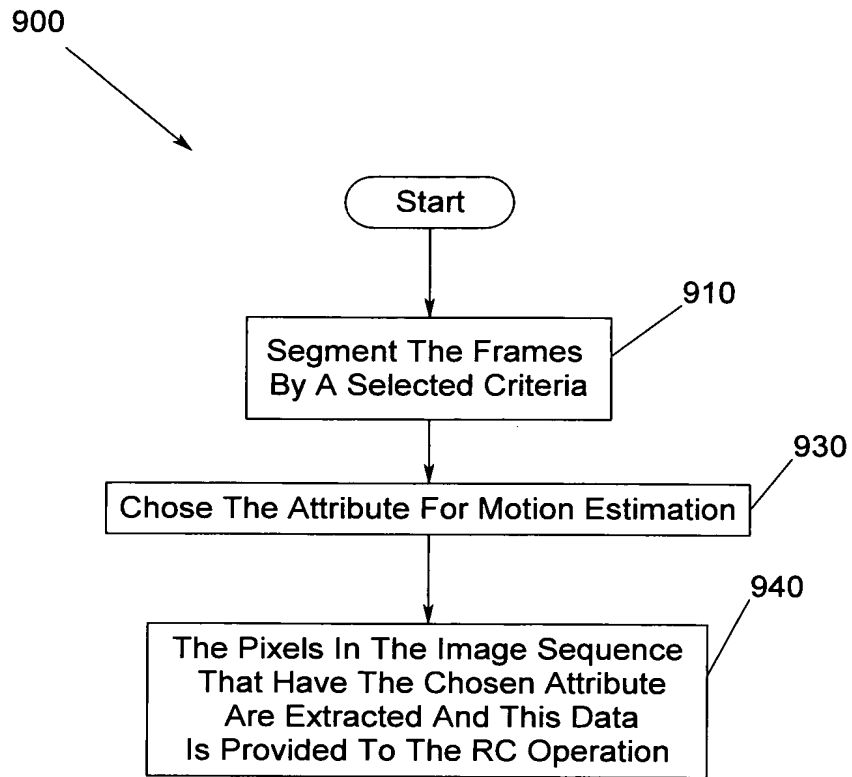 900
Start
910
Segment The Frames
By A Selected Criteria
930
Chose The Attribute For Motion Estimation
940
The Pixels In The Image Sequence
That Have The Chosen Attribute
Are Extracted And This Data
Is Provided To The RC Operation